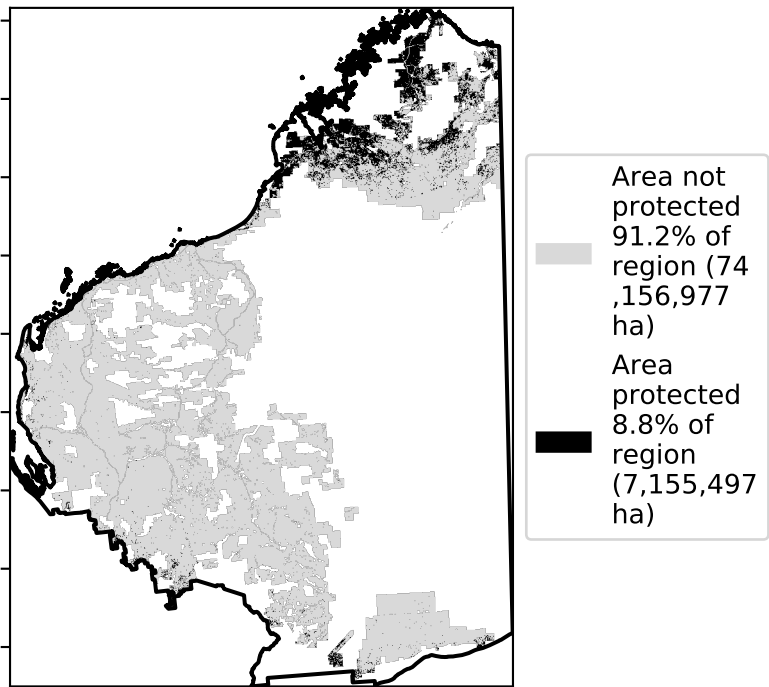 Area not
protected
91.2% of
region (74
,156,977
ha)
Area
protected
8.8% of
region
(7,155,497
ha)